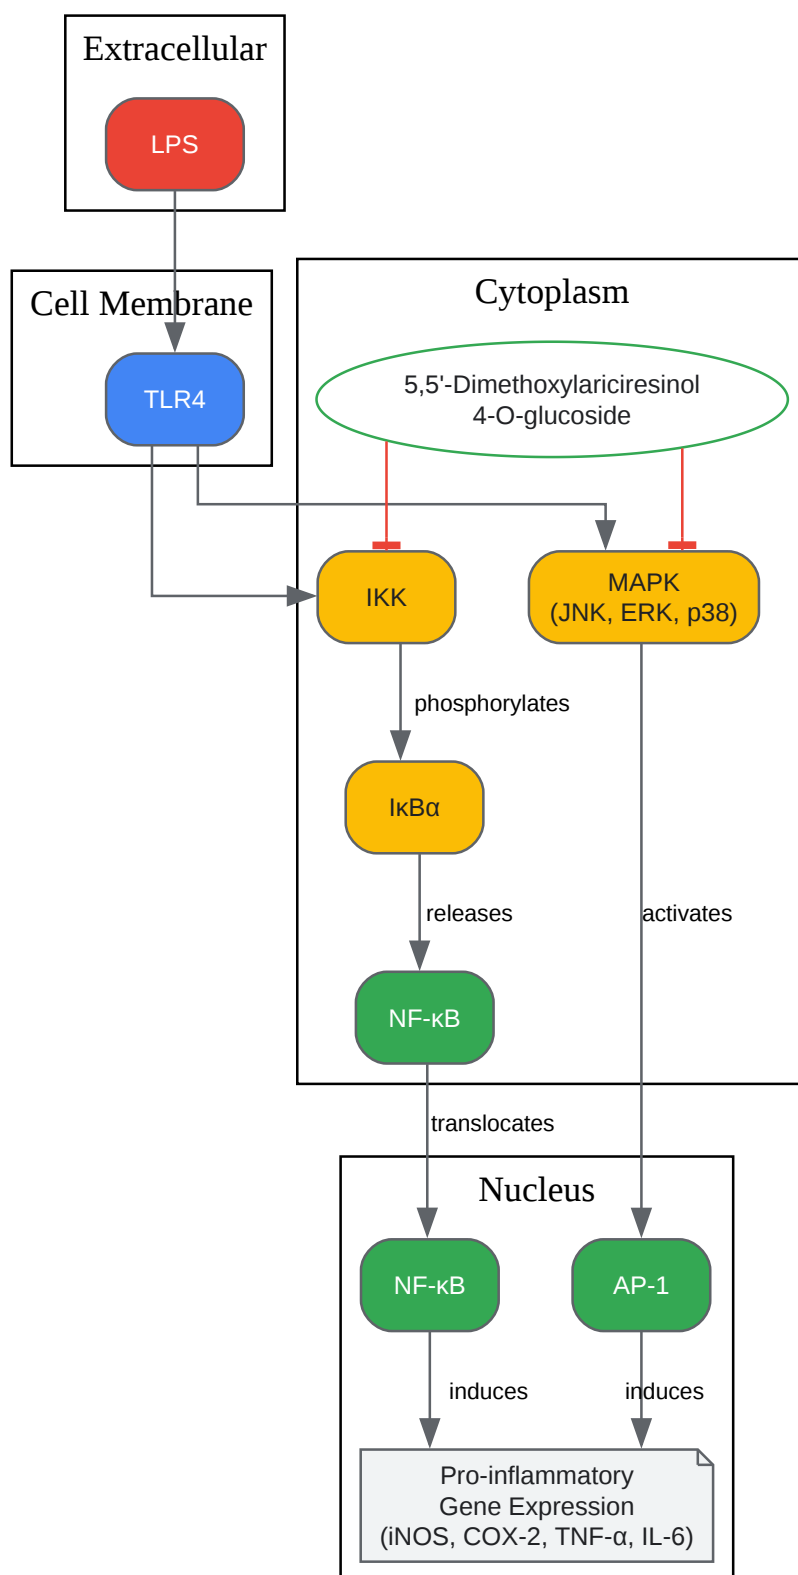 Extracellular
LPS
Cell Membrane
TLR4
Cytoplasm
5,5'-Dimethoxylariciresinol
4-O-glucoside
IKK
MAPK
(JNK, ERK, p38)
phosphorylates
IκBα
releases
activates
NF-κB
translocates
Nucleus
NF-κB
AP-1
induces
induces
Pro-inflammatory
Gene Expression
(iNOS, COX-2, TNF-α, IL-6)